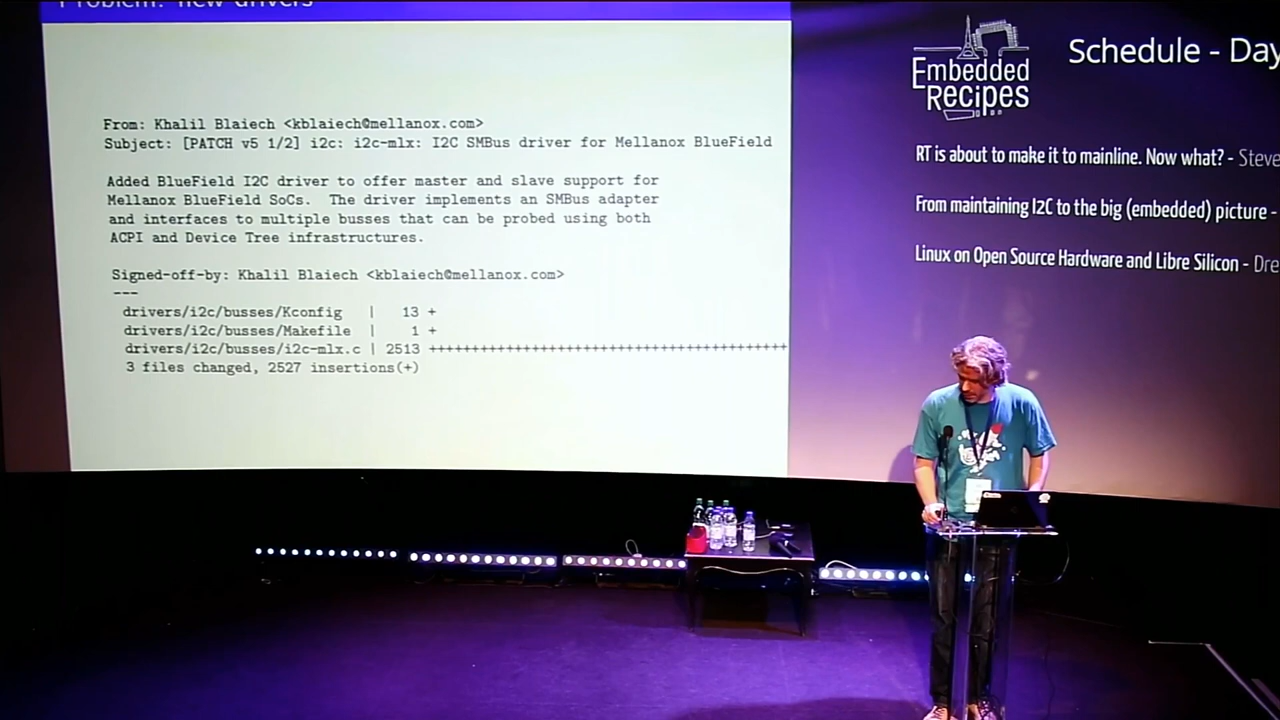 Problem: new drivers
From: Khalil Blaiech <kblaiech@mellanox.com>
Subject: [PATCH v5 1/2] i2c: i2c-mlx: I2C SMBus driver for Mellanox BlueField
Added BlueField I2C driver to offer master and slave support for
Mellanox BlueField SoCs.  The driver implements an SMBus adapter
and interfaces to multiple busses that can be probed using both
ACPI and Device Tree infrastructures.
Signed-off-by: Khalil Blaiech <kblaiech@mellanox.com>
---
drivers/i2c/busses/Kconfig | 13 +
drivers/i2c/busses/Makefile | 1 +
drivers/i2c/busses/i2c-mlx.c | 2513 ++++++++++++++++++++++++++++++++++++++++++
3 files changed, 2527 insertions(+)
Embedded
Recipes
Schedule - Day
RT is about to make it to mainline. Now what? - Steve
From maintaining I2C to the big (embedded) picture -
Linux on Open Source Hardware and Libre Silicon - Dre